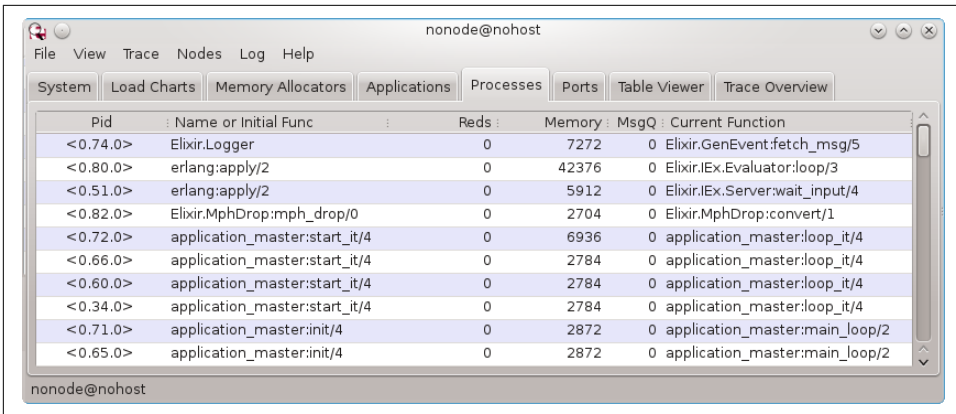 nonode@nohost
File View Trace Nodes Log Help
System Load Charts Memory Allocators Applications Processes Ports Table Viewer Trace Overview
Pid Name or Initial Func Reds Memory MsgQ Current Function
<0.74.0> Elixir.Logger 0 7272 0 Elixir.GenEvent:fetch_msg/5
<0.80.0> erlang:apply/2 0 42376 0 Elixir.IEx.Evaluator:loop/3
<0.51.0> erlang:apply/2 0 5912 0 Elixir.IEx.Server:wait_input/4
<0.82.0> Elixir.MphDrop:mph_drop/0 0 2704 0 Elixir.MphDrop:convert/1
<0.72.0> application_master:start_it/4 0 6936 0 application_master:loop_it/4
<0.66.0> application_master:start_it/4 0 2784 0 application_master:loop_it/4
<0.60.0> application_master:start_it/4 0 2784 0 application_master:loop_it/4
<0.34.0> application_master:start_it/4 0 2784 0 application_master:loop_it/4
<0.71.0> application_master:init/4 0 2872 0 application_master:main_loop/2
<0.65.0> application_master:init/4 0 2872 0 application_master:main_loop/2
nonode@nohost